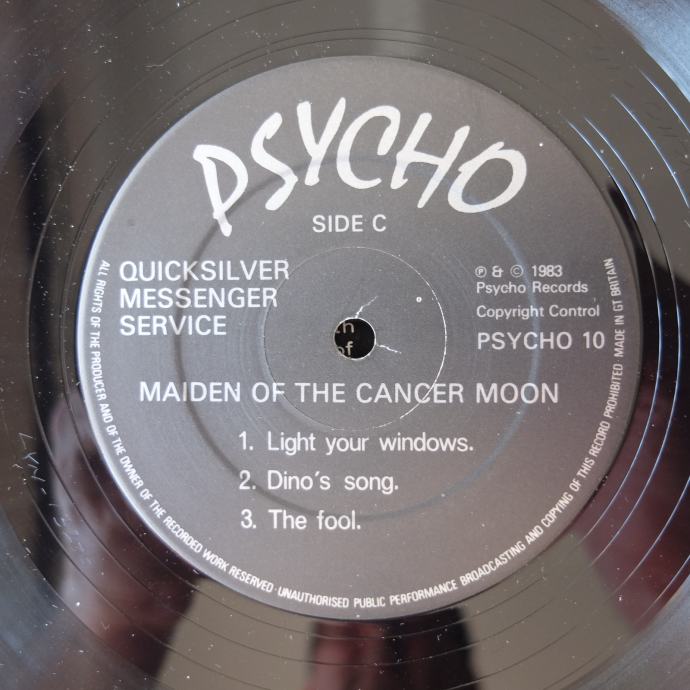 PSYCHO
SIDE C
QUICKSILVER
MESSENGER
SERVICE
℗ & © 1983
Psycho Records
Copyright Control
PSYCHO 10
MAIDEN OF THE CANCER MOON
1. Light your windows.
2. Dino's song.
3. The fool.
ALL RIGHTS OF THE PRODUCER AND OF THE OWNER OF THE RECORDED WORK RESERVED · UNAUTHORISED PUBLIC PERFORMANCE BROADCASTING AND COPYING OF THIS RECORD PROHIBITED MADE IN GT BRITAIN
th
of